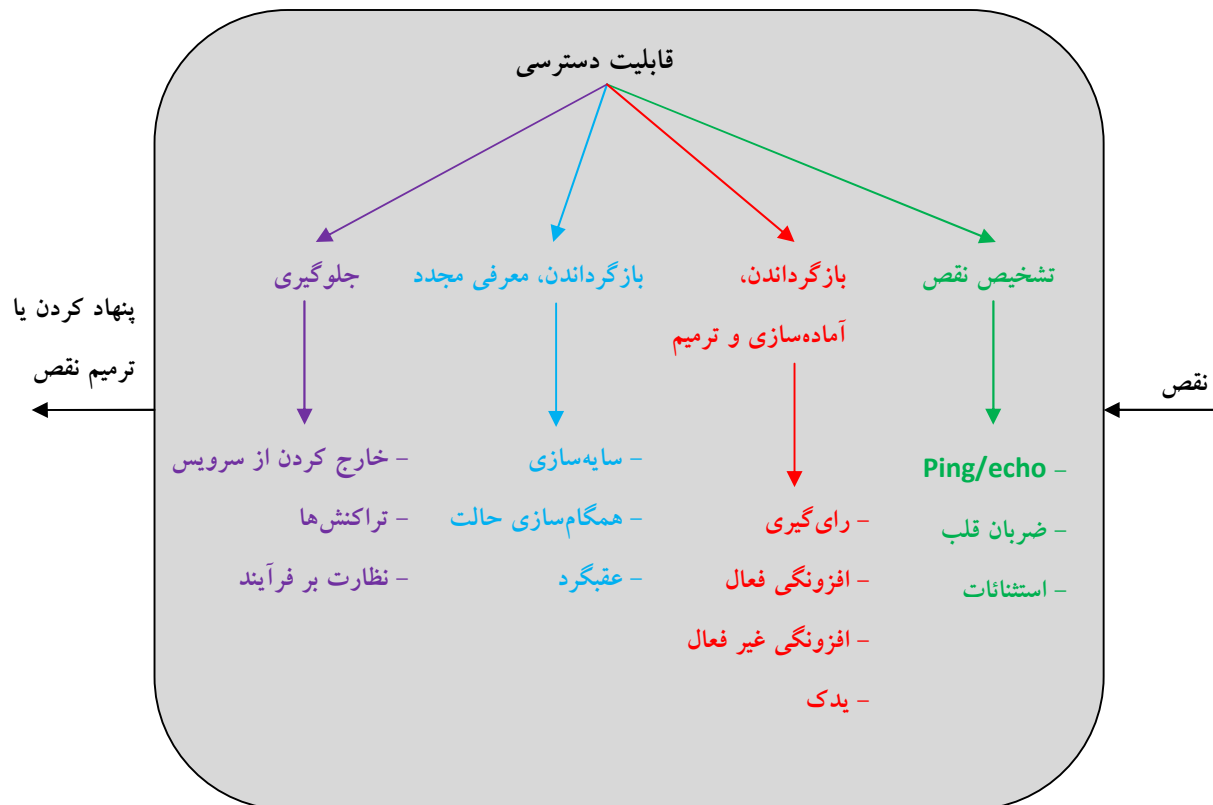 قابلیت دسترسی
تشخیص نقص
– Ping/echo
– ضربان قلب
– استثنائات
بازگرداندن،
آماده‌سازی و ترمیم
– رای‌گیری
– افزونگی فعال
– افزونگی غیر فعال
– یدک
بازگرداندن، معرفی مجدد
– سایه‌سازی
– همگام‌سازی حالت
– عقبگرد
جلوگیری
– خارج کردن از سرویس
– تراکنش‌ها
– نظارت بر فرآیند
نقص
پنهاد کردن یا
ترمیم نقص